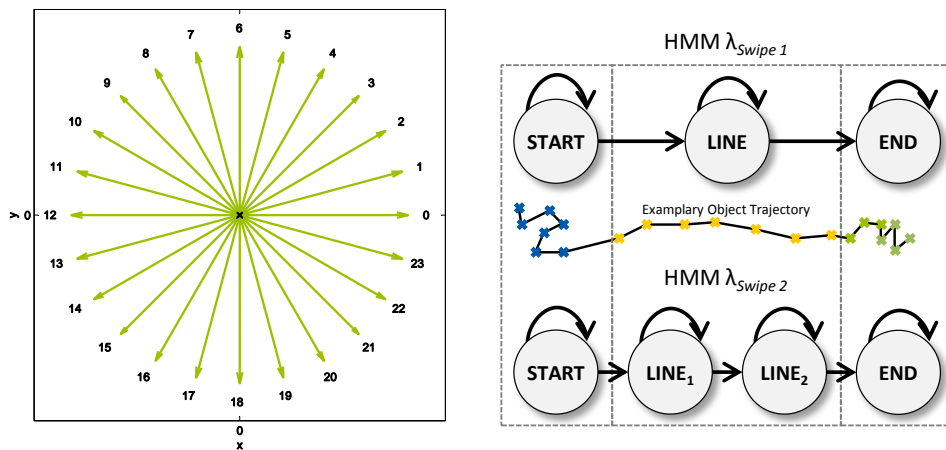 6
7
5
8
4
9
3
10
2
11
1
y
0
12
0
13
23
14
22
15
21
16
20
17
18
19
0
x
HMM λSwipe 1
START
LINE
END
Examplary Object Trajectory
HMM λSwipe 2
START
LINE1
LINE2
END